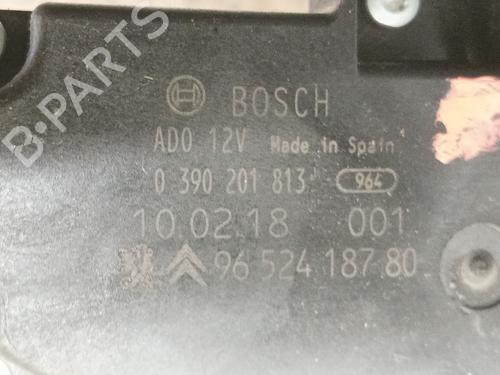 BOSCH
ADO 12V Made in Spain
0 390 201 813 964
10.02.18 001
96 524 187 80
B-PARTS